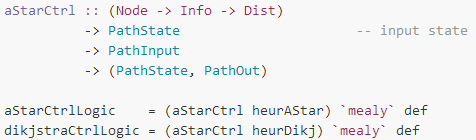 aStarCtrl :: (Node -> Info -> Dist)
-> PathState -- input state
-> PathInput
-> (PathState, PathOut)
aStarCtrlLogic = (aStarCtrl heurAStar) `mealy` def
dikjstraCtrlLogic = (aStarCtrl heurDikj) `mealy` def